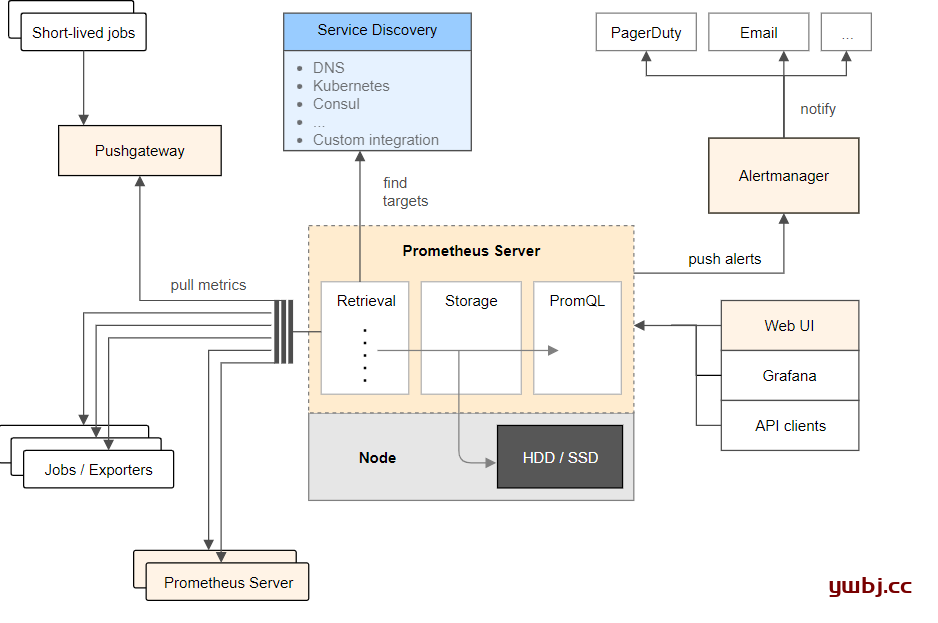 Short-lived jobs
Service Discovery
• DNS
• Kubernetes
• Consul
• ...
• Custom integration
PagerDuty
Email
...
notify
Pushgateway
Alertmanager
find
targets
pull metrics
Prometheus Server
push alerts
Retrieval
Storage
PromQL
Web UI
Grafana
API clients
Jobs / Exporters
Node
HDD / SSD
Prometheus Server
ywbj.cc